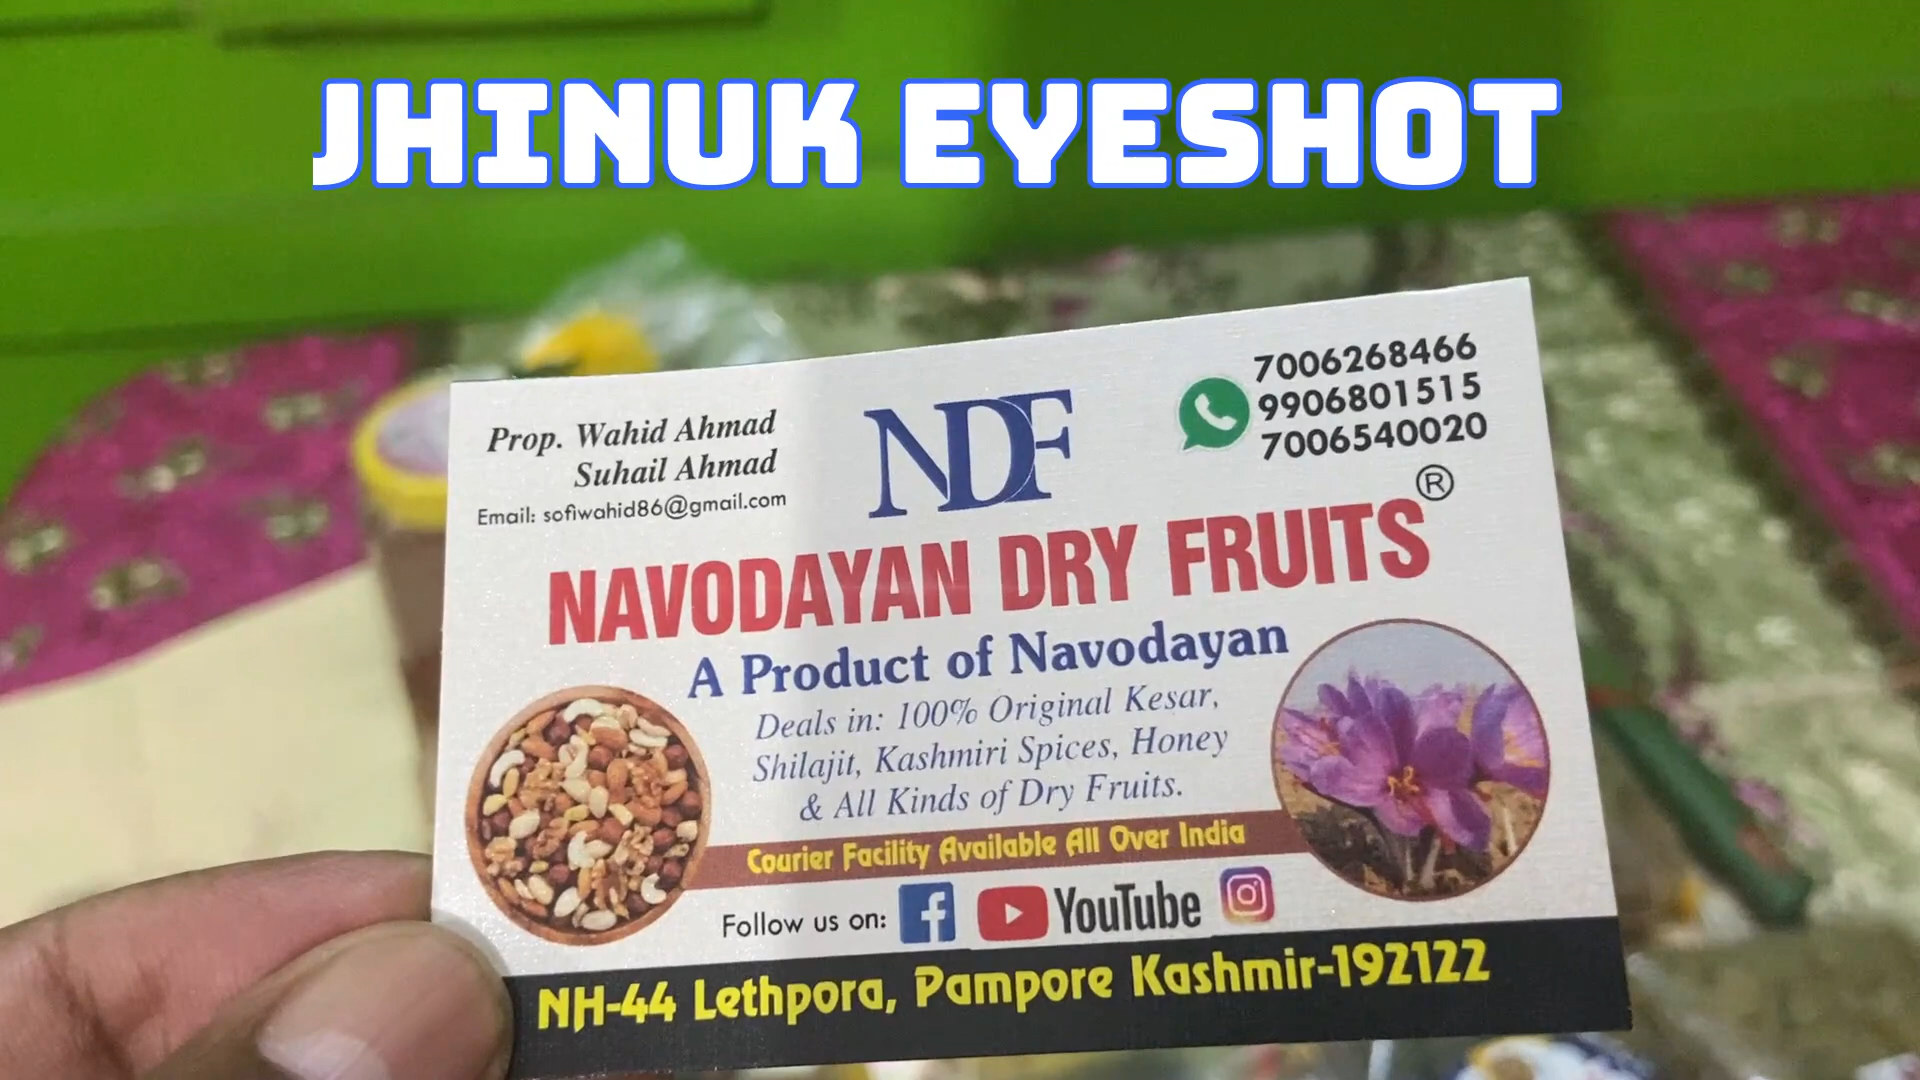 JHINUK EYESHOT
Prop. Wahid Ahmad
Suhail Ahmad
Email: sofiwahid86@gmail.com
NDF
7006268466
9906801515
7006540020
NAVODAYAN DRY FRUITS ®
A Product of Navodayan
Deals in: 100% Original Kesar,
Shilajit, Kashmiri Spices, Honey
& All Kinds of Dry Fruits.
Courier Facility Available All Over India
Follow us on: YouTube
NH-44 Lethpora, Pampore Kashmir-192122